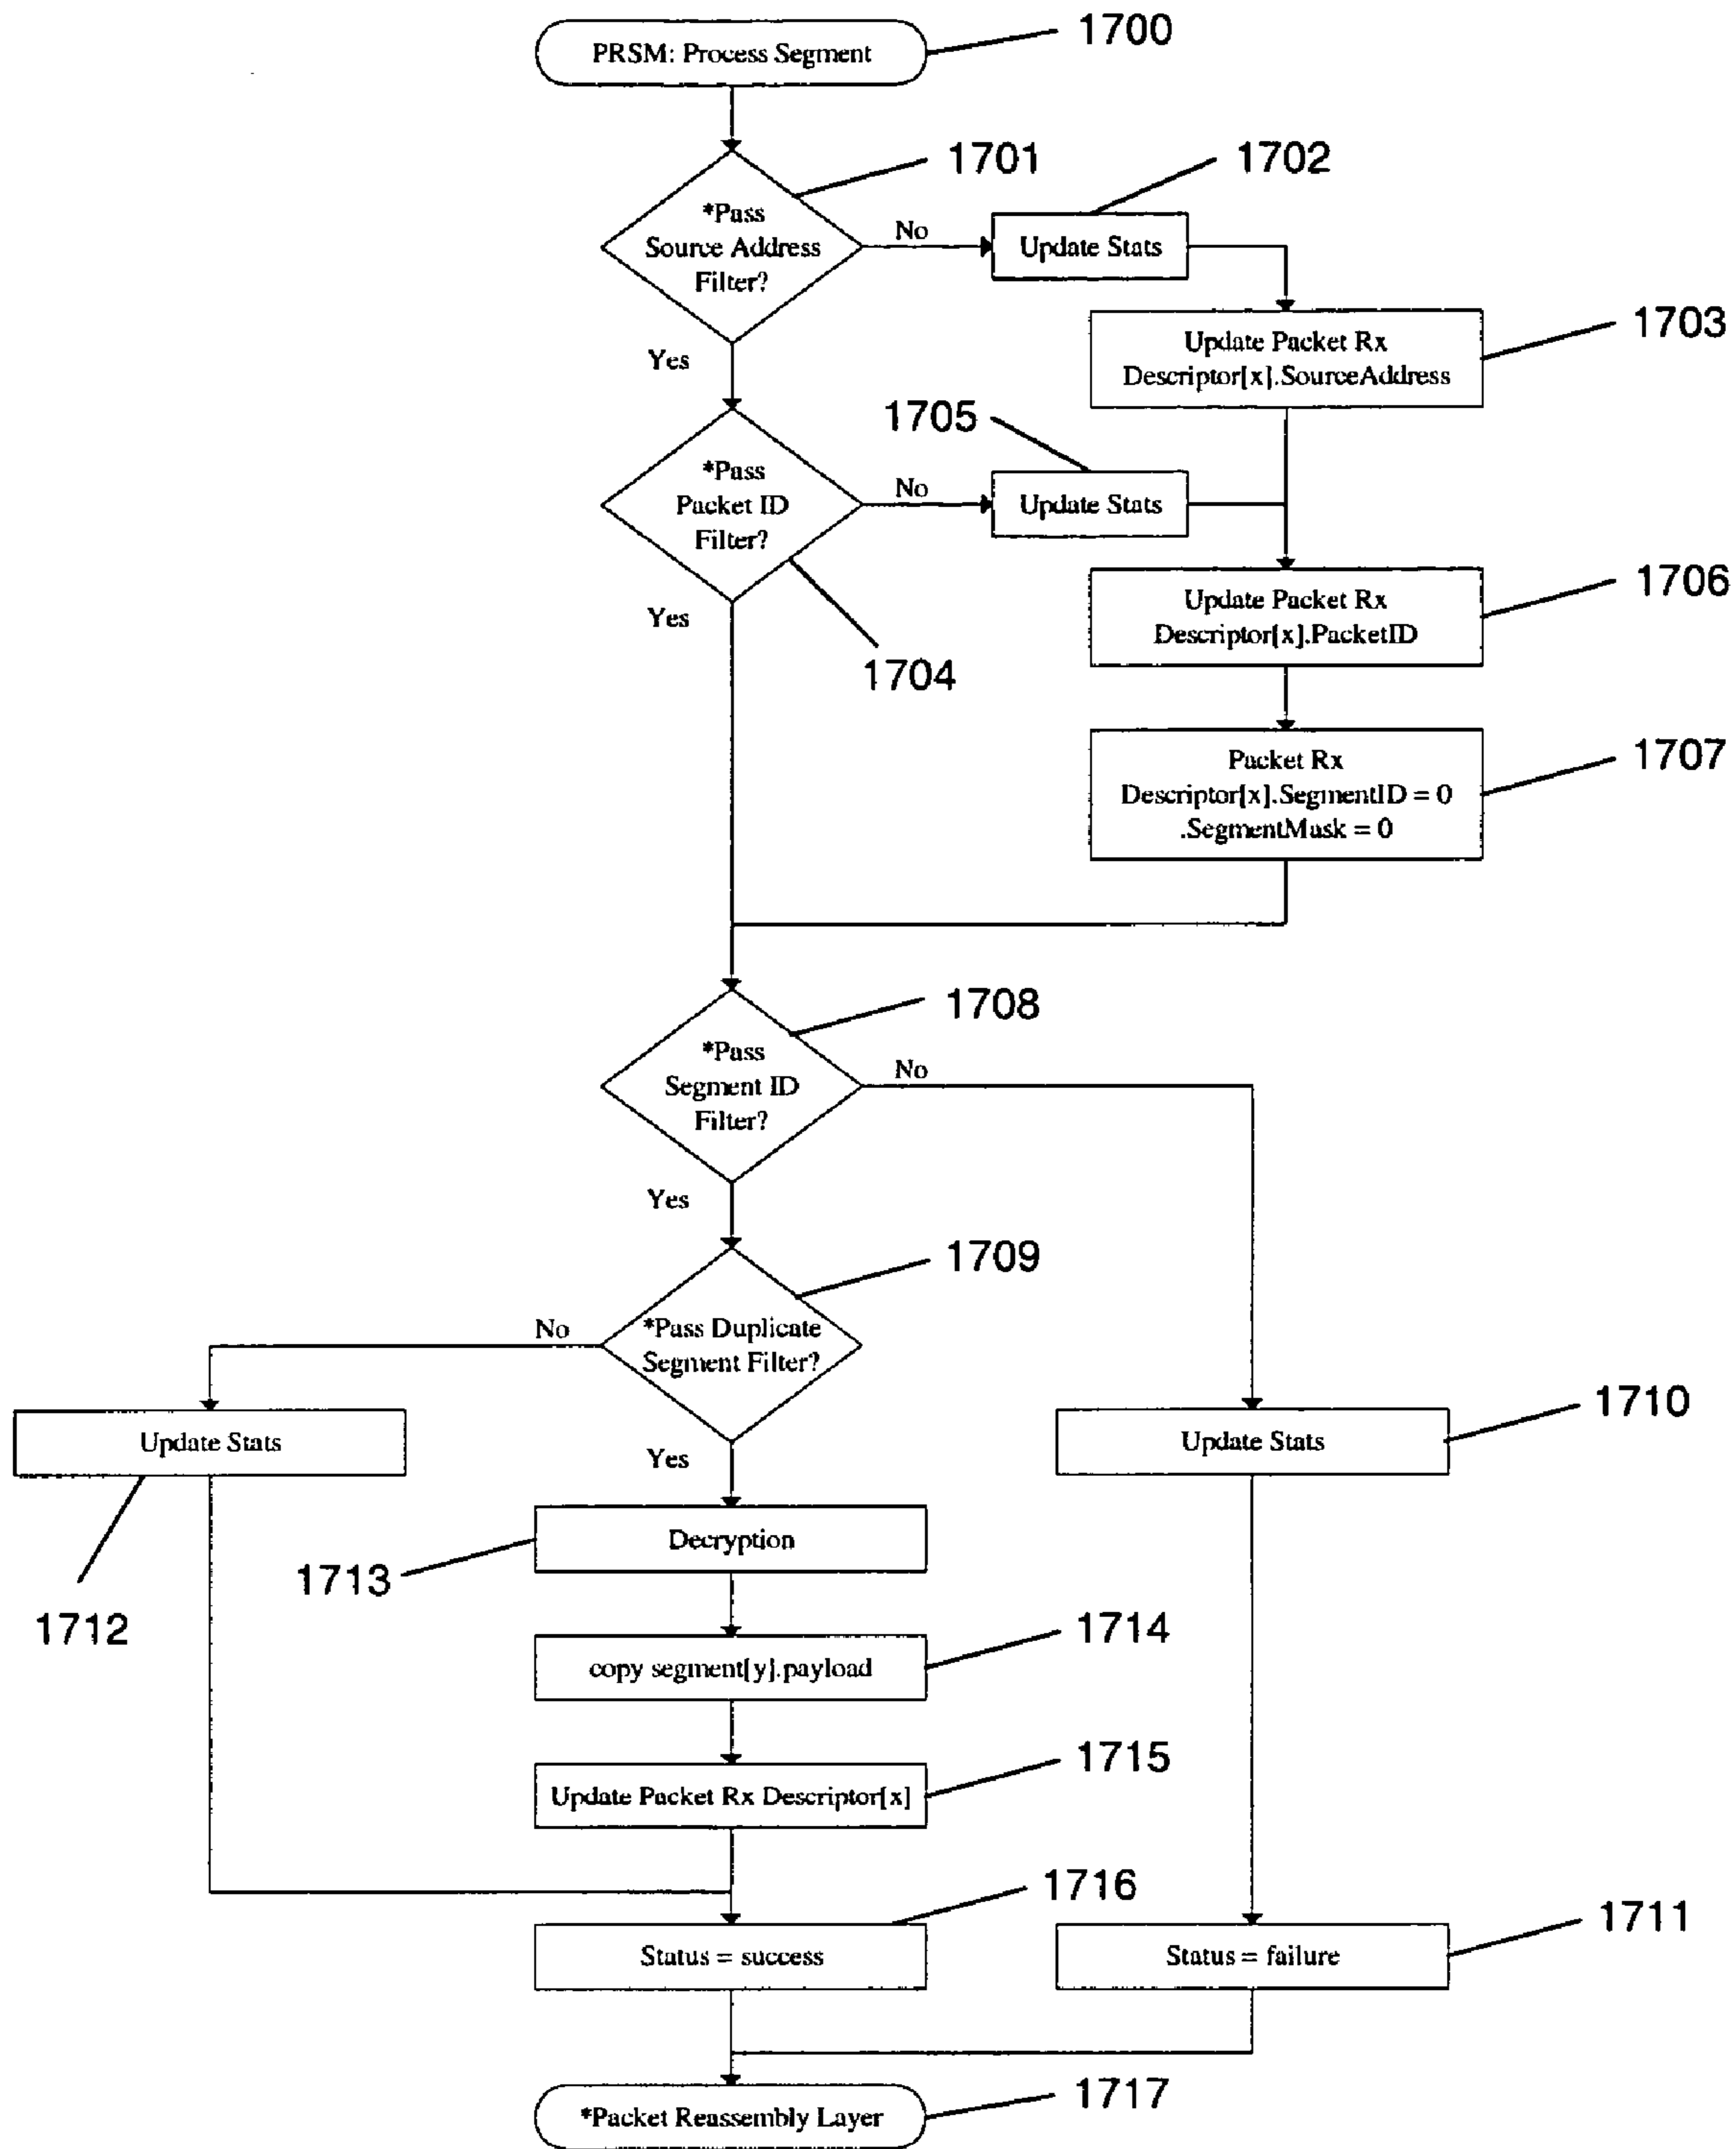 PRSM: Process Segment
1700
*Pass
Source Address
Filter?
1701
No
Update Stats
1702
Yes
Update Packet Rx
Descriptor[x].SourceAddress
1703
*Pass
Packet ID
Filter?
1704
No
Update Stats
1705
Yes
Update Packet Rx
Descriptor[x].PacketID
1706
Packet Rx
Descriptor[x].SegmentID = 0
.SegmentMask = 0
1707
*Pass
Segment ID
Filter?
1708
No
Yes
*Pass Duplicate
Segment Filter?
1709
No
Update Stats
1712
Yes
Update Stats
1710
Decryption
1713
copy segment[y].payload
1714
Update Packet Rx Descriptor[x]
1715
Status = success
1716
Status = failure
1711
*Packet Reassembly Layer
1717